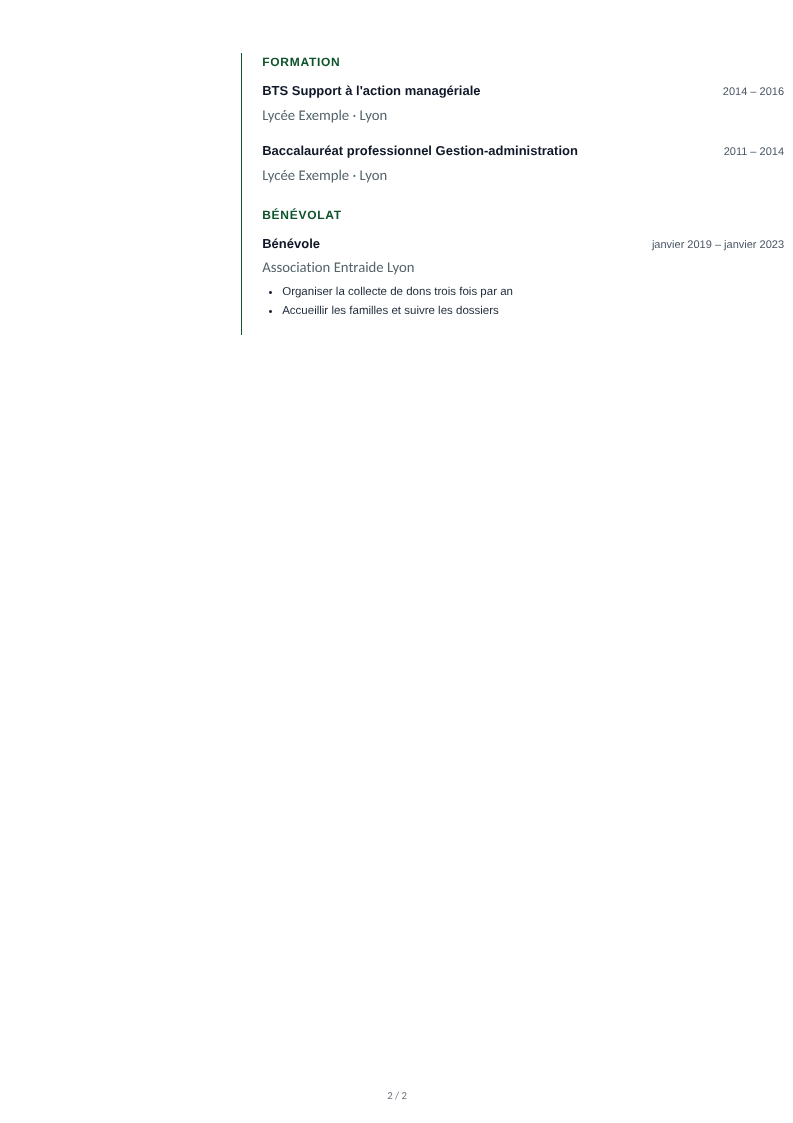 FORMATION
BTS Support à l'action managériale 2014 – 2016
Lycée Exemple · Lyon
Baccalauréat professionnel Gestion-administration 2011 – 2014
Lycée Exemple · Lyon
BÉNÉVOLAT
Bénévole janvier 2019 – janvier 2023
Association Entraide Lyon
• Organiser la collecte de dons trois fois par an
• Accueillir les familles et suivre les dossiers
2 / 2